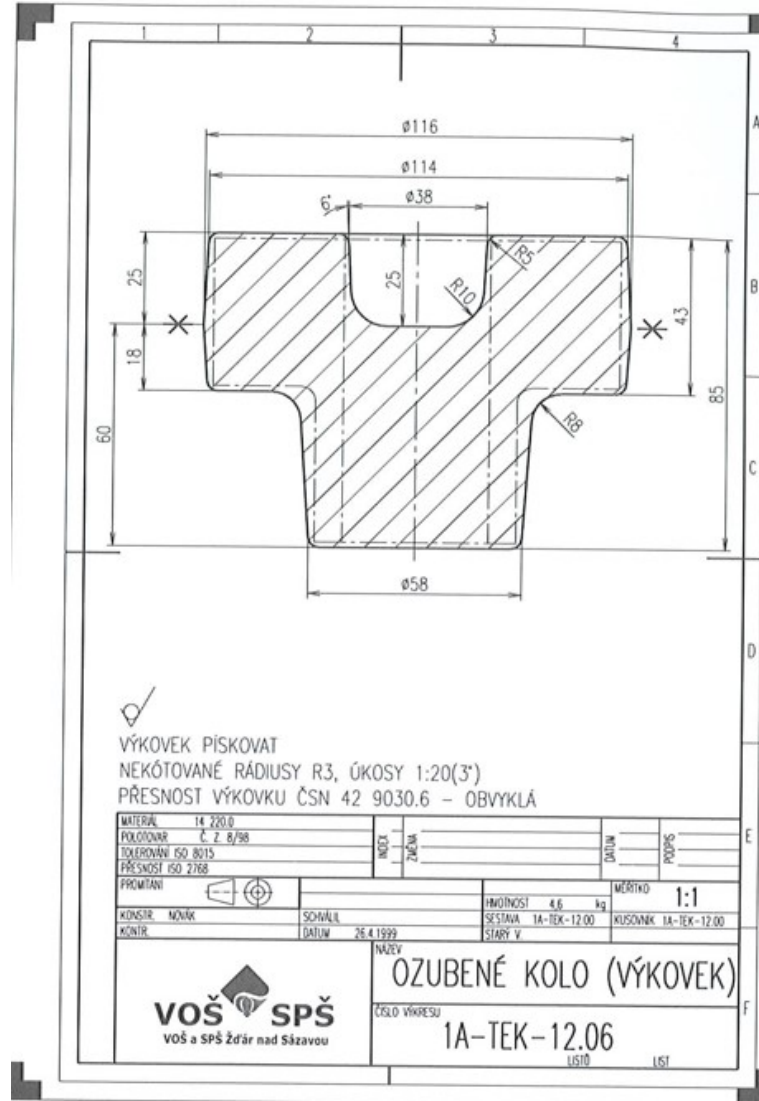 1 2 3 4
A
B
C
D
E
F
ø116
ø114
6° ø38
25
25
R10
R5
43
18
60
85
R8
ø58
VÝKOVEK PÍSKOVAT
NEKÓTOVANÉ RÁDIUSY R3, ÚKOSY 1:20(3°)
PŘESNOST VÝKOVKU ČSN 42 9030.6 – OBVYKLÁ
MATERIÁL 14 220.0
POLOTOVAR Č. Z. 8/98
TOLEROVÁNÍ ISO 8015
PŘESNOST ISO 2768
INDEX
ZMĚNA
DATUM
PODPIS
PROMÍTÁNÍ
HMOTNOST 4,6 kg
MĚŘÍTKO 1:1
KONSTR. NOVÁK
SCHVÁLIL
SESTAVA 1A-TEK-12.00
KUSOVNÍK 1A-TEK-12.00
KONTR.
DATUM 26.4.1999
STARÝ V.
NÁZEV
OZUBENÉ KOLO (VÝKOVEK)
ČÍSLO VÝKRESU
1A-TEK-12.06
LISTŮ LIST
VOŠ SPŠ
VOŠ a SPŠ Žďár nad Sázavou